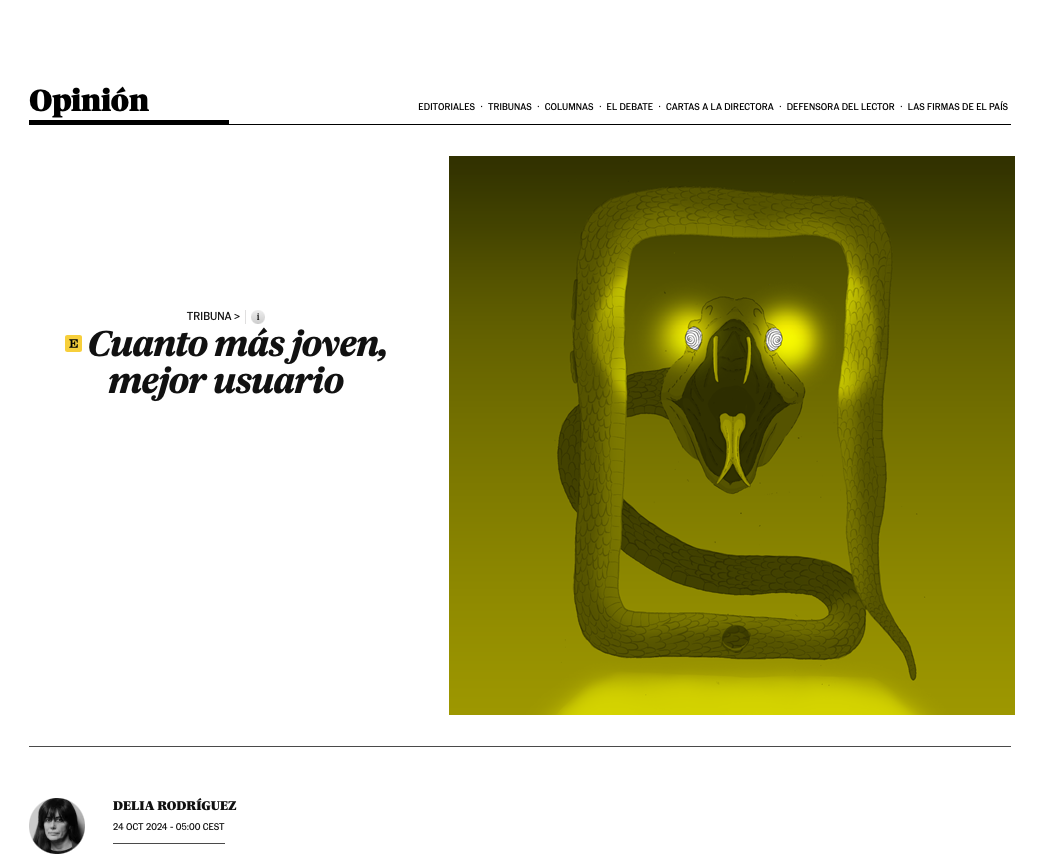 Opinión
EDITORIALES · TRIBUNAS · COLUMNAS · EL DEBATE · CARTAS A LA DIRECTORA · DEFENSORA DEL LECTOR · LAS FIRMAS DE EL PAÍS
TRIBUNA > i
E Cuanto más joven,
mejor usuario
DELIA RODRÍGUEZ
24 OCT 2024 - 05:00 CEST